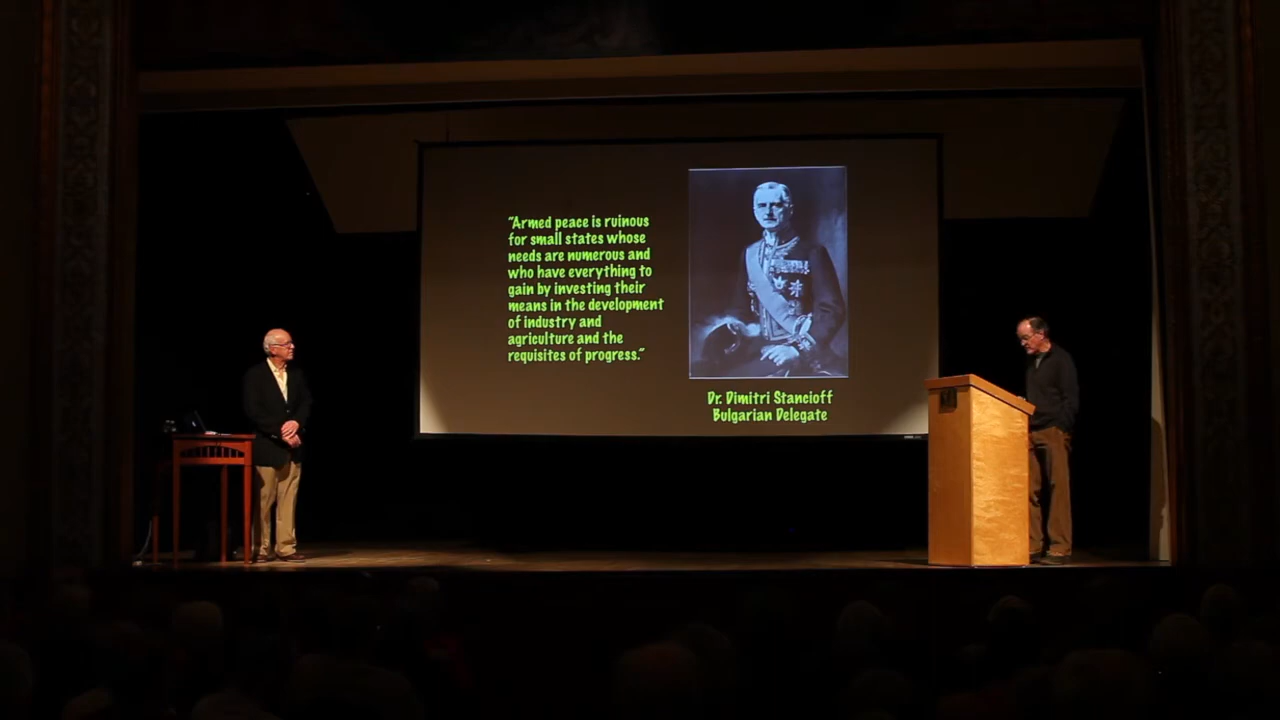 "Armed peace is ruinous
for small states whose
needs are numerous and
who have everything to
gain by investing their
means in the development
of industry and
agriculture and the
requisites of progress."
Dr. Dimitri Stancioff
Bulgarian Delegate